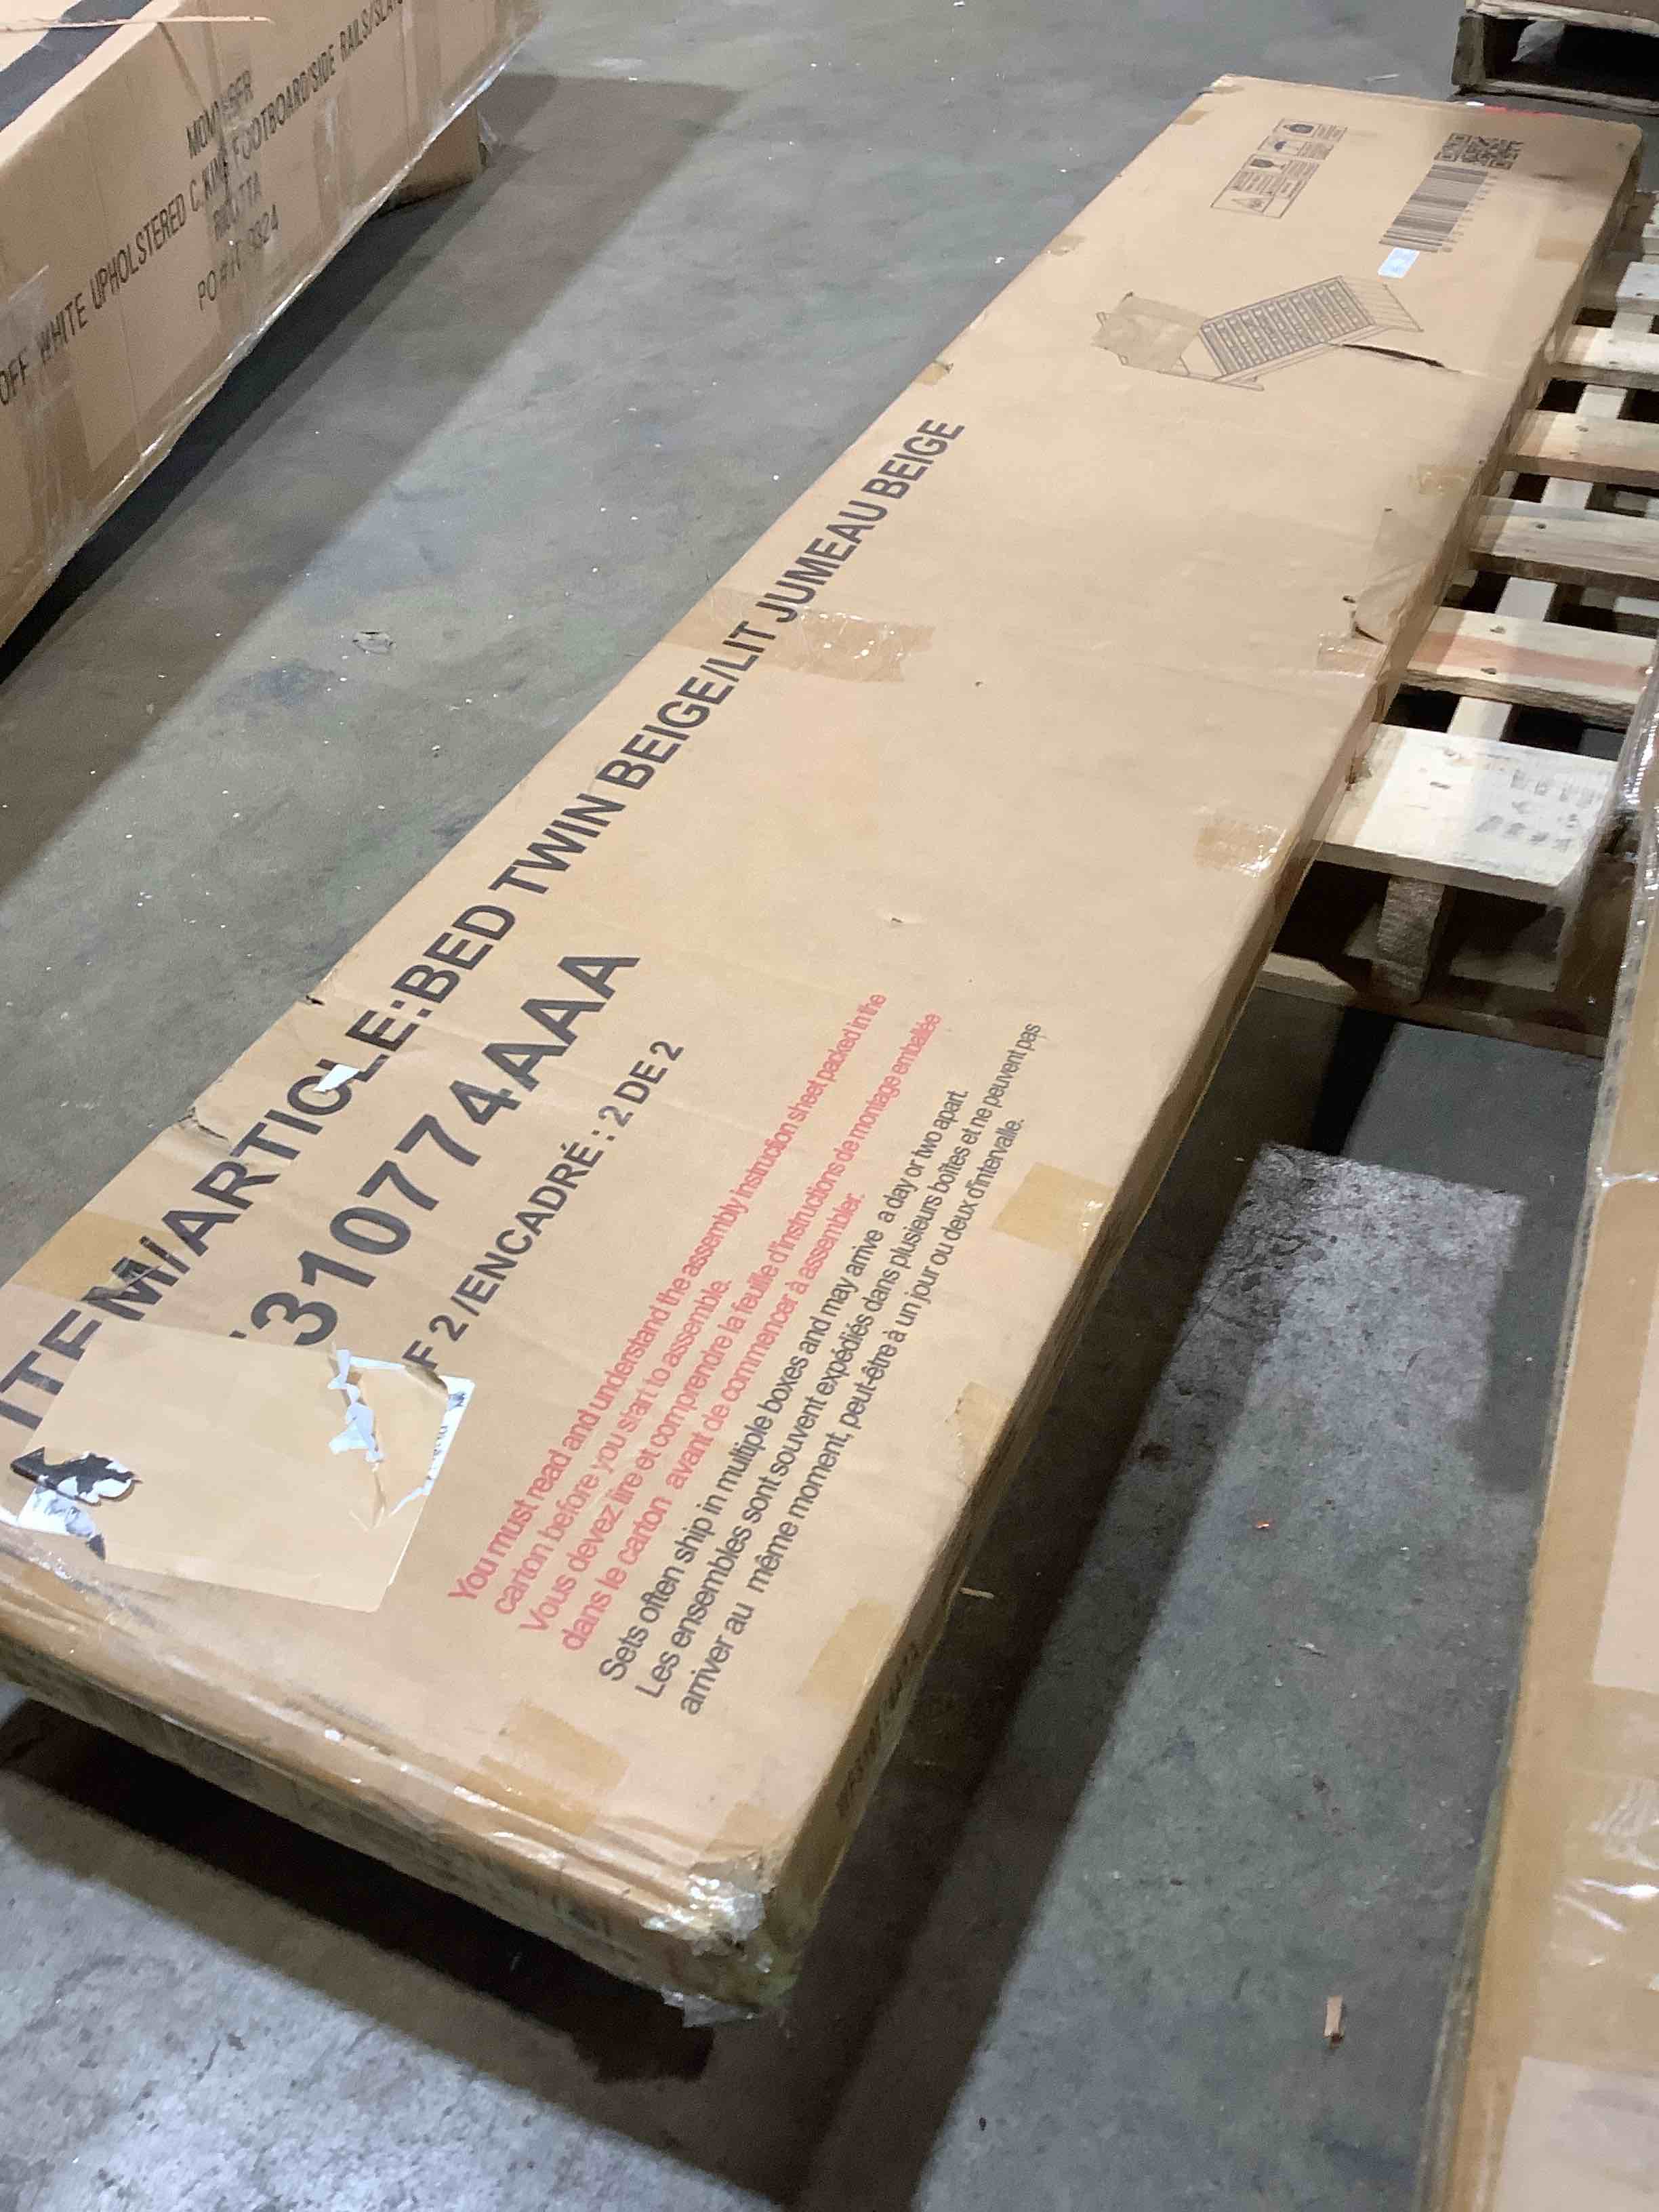 OFF WHITE UPHOLSTERED C.KING FOOTBOARD/SIDE RAILS/
ITEM/ARTICLE:BED TWIN BEIGE/LIT JUMEAU BEIGE
310774AAA
F 2 /ENCADRÉ : 2 DE 2
You must read and understand the assembly instruction sheet packed in the
carton before you start to assemble.
Vous devez lire et comprendre la feuille d'instructions de montage emballée
dans le carton avant de commencer à assembler.
Sets often ship in multiple boxes and may arrive a day or two apart.
Les ensembles sont souvent expédiés dans plusieurs boîtes et ne peuvent pas
arriver au même moment, peut-être à un jour ou deux d'intervalle.